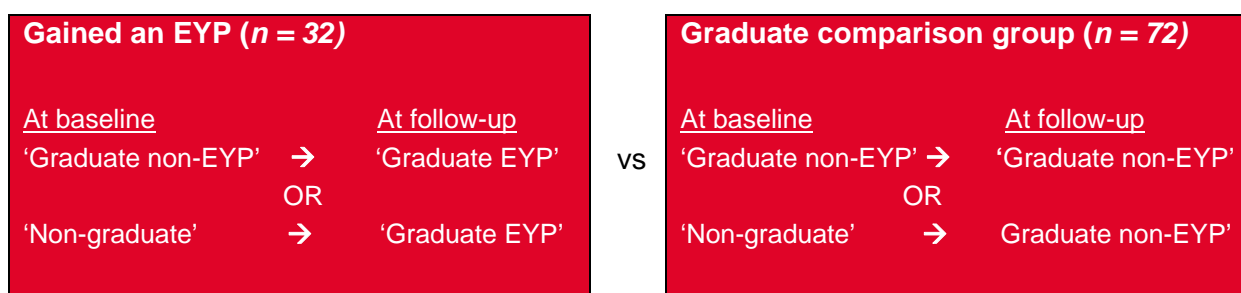 Gained an EYP (n = 32)
At baseline At follow-up
‘Graduate non-EYP’ → ‘Graduate EYP’
OR
‘Non-graduate’ → ‘Graduate EYP’
vs
Graduate comparison group (n = 72)
At baseline At follow-up
‘Graduate non-EYP’ → ‘Graduate non-EYP’
OR
‘Non-graduate’ → Graduate non-EYP’